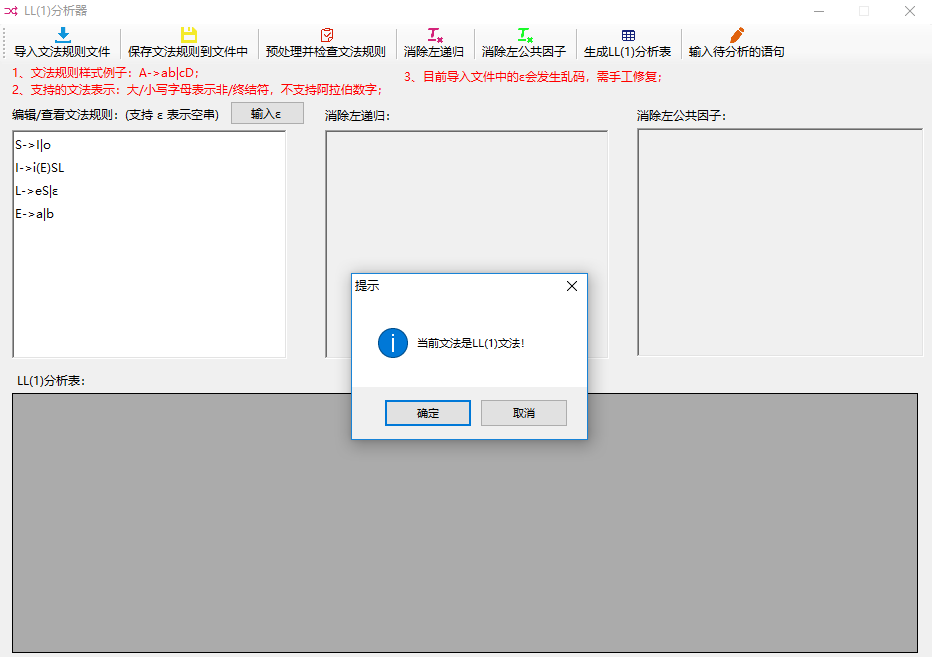 LL(1)分析器
导入文法规则文件 保存文法规则到文件中 预处理并检查文法规则 消除左递归 消除左公共因子 生成LL(1)分析表 输入待分析的语句
1、文法规则样式例子：A->ab|cD；
3、目前导入文件中的ε会发生乱码，需手工修复；
2、支持的文法表示：大/小写字母表示非/终结符，不支持阿拉伯数字；
编辑/查看文法规则：(支持 ε 表示空串) 输入ε 消除左递归： 消除左公共因子：
S->I|o
I->i(E)SL
L->eS|ε
E->a|b
提示
当前文法是LL(1)文法！
确定 取消
LL(1)分析表：